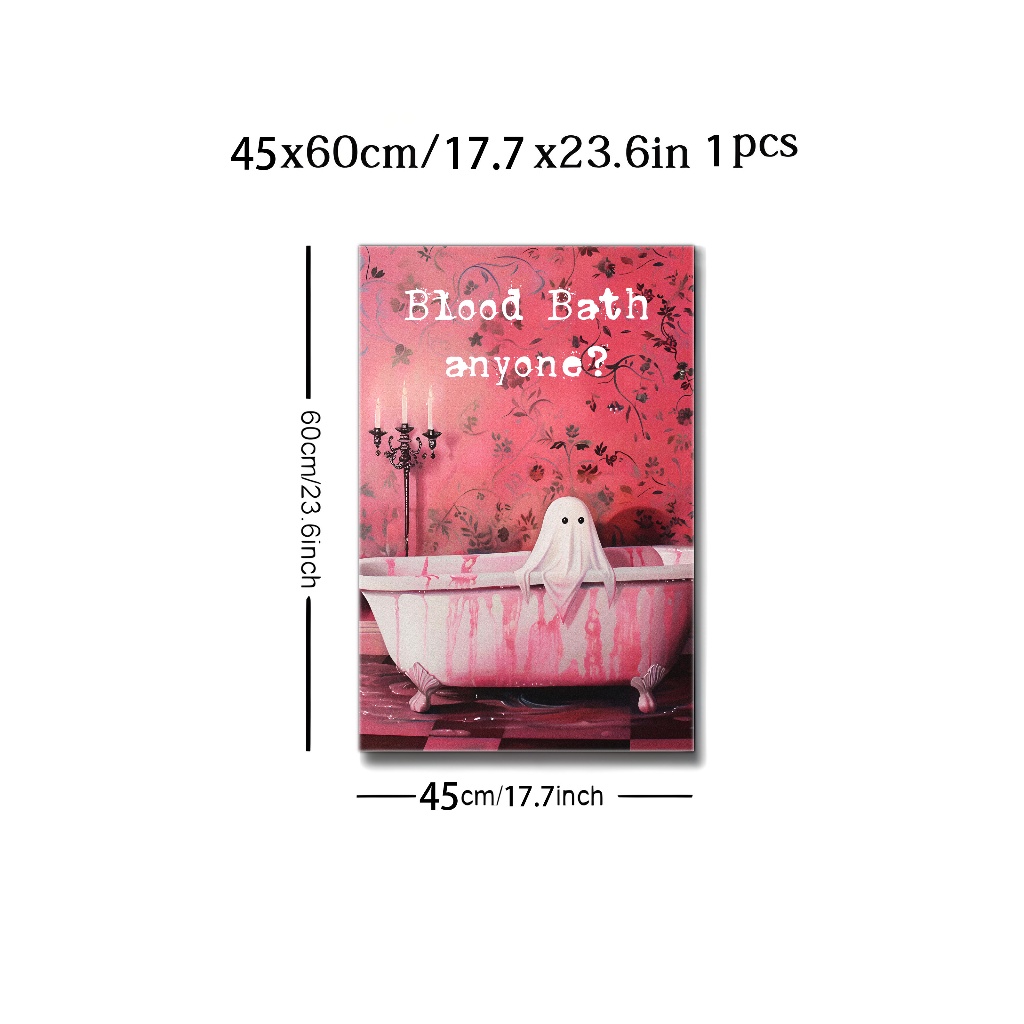 45x60cm/17.7 x23.6in 1pcs
Blood Bath
anyone?
60cm/23.6inch
45cm/17.7inch